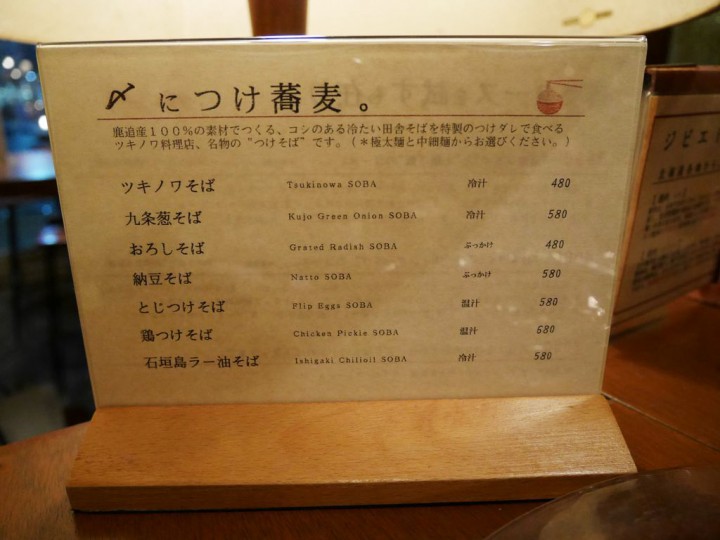 〆につけ蕎麦。
鹿追産100%の素材でつくる、コシのある冷たい田舎そばを特製のつけダレで食べる
ツキノワ料理店、名物の"つけそば"です。(*極太麺と中細麺からお選びください。)
ツキノワそば Tsukinowa SOBA 冷汁 480
九条葱そば Kujo Green Onion SOBA 冷汁 580
おろしそば Grated Radish SOBA ぶっかけ 480
納豆そば Natto SOBA ぶっかけ 580
とじつけそば Flip Eggs SOBA 温汁 580
鶏つけそば Chicken Pickle SOBA 温汁 680
石垣島ラー油そば Ishigaki Chilioil SOBA 冷汁 580
ジビエ